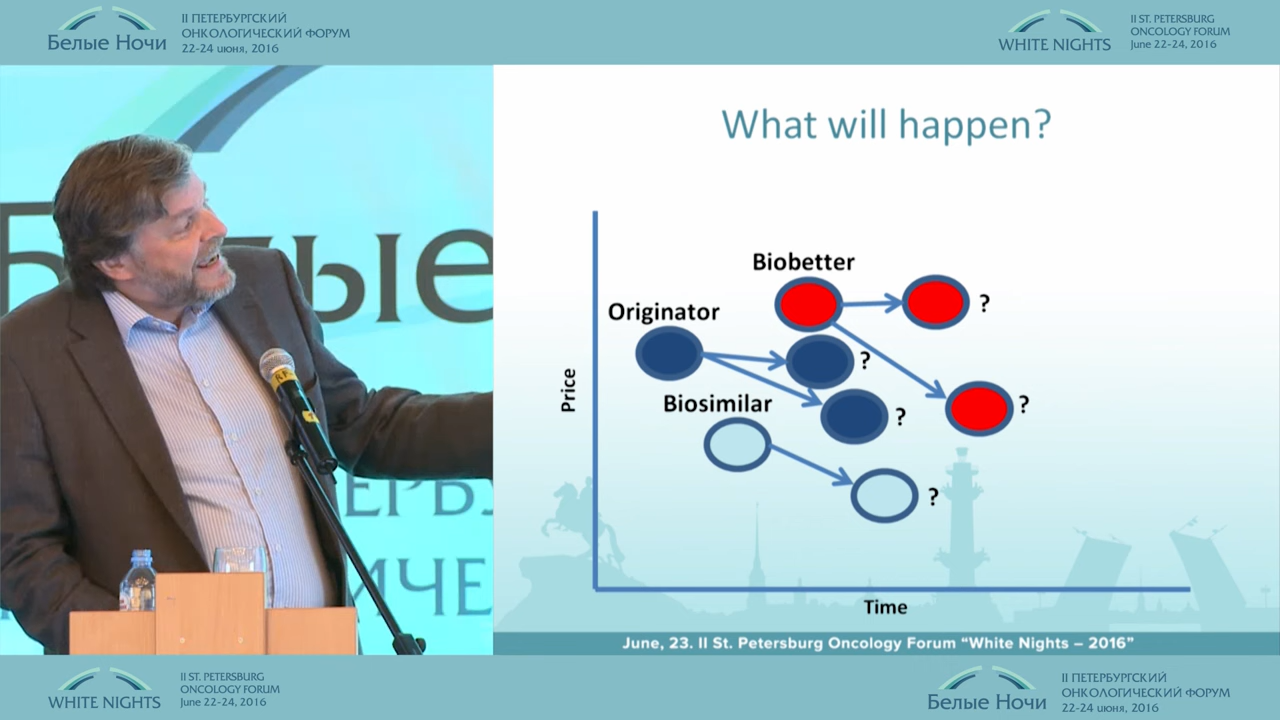 Белые Ночи
II ПЕТЕРБУРГСКИЙ
ОНКОЛОГИЧЕСКИЙ ФОРУМ
22-24 июня, 2016
WHITE NIGHTS
II ST. PETERSBURG
ONCOLOGY FORUM
June 22-24, 2016
Белые
ПЕРБУ
ИЧЕ
What will happen?
Biobetter
?
Originator
?
Price
Biosimilar
?
?
?
Time
June, 23. II St. Petersburg Oncology Forum “White Nights – 2016”
WHITE NIGHTS
II ST. PETERSBURG
ONCOLOGY FORUM
June 22-24, 2016
Белые Ночи
II ПЕТЕРБУРГСКИЙ
ОНКОЛОГИЧЕСКИЙ ФОРУМ
22-24 июня, 2016